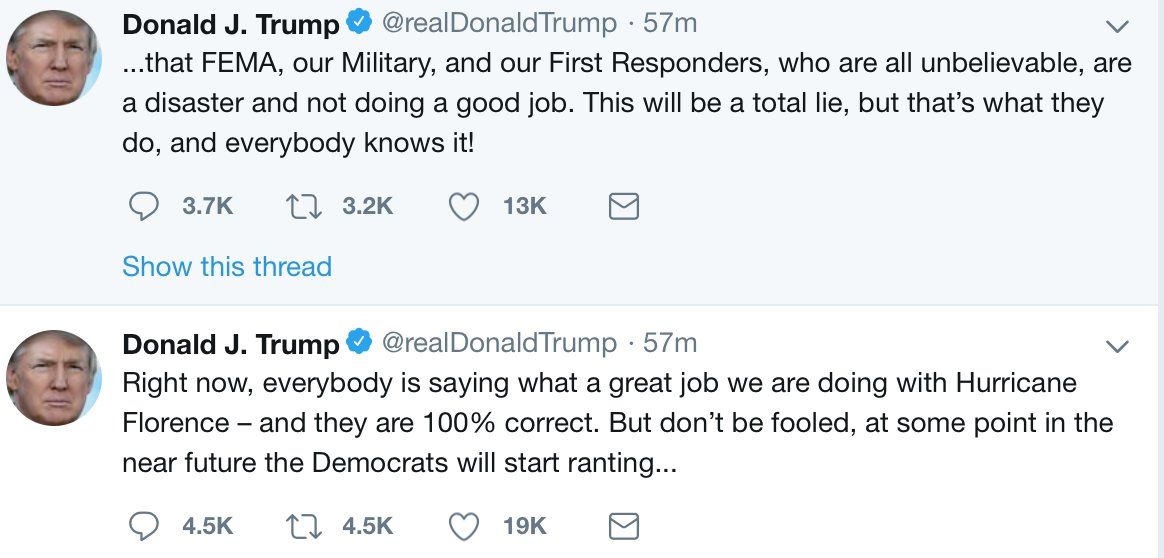 Donald J. Trump @realDonaldTrump · 57m
...that FEMA, our Military, and our First Responders, who are all unbelievable, are
a disaster and not doing a good job. This will be a total lie, but that’s what they
do, and everybody knows it!
3.7K 3.2K 13K
Show this thread
Donald J. Trump @realDonaldTrump · 57m
Right now, everybody is saying what a great job we are doing with Hurricane
Florence – and they are 100% correct. But don’t be fooled, at some point in the
near future the Democrats will start ranting...
4.5K 4.5K 19K